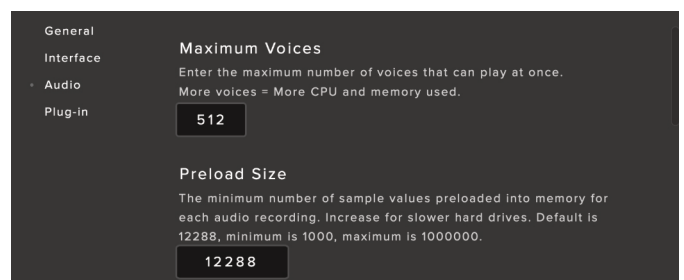 General
Interface
Audio
Plug-in
Maximum Voices
Enter the maximum number of voices that can play at once.
More voices = More CPU and memory used.
512
Preload Size
The minimum number of sample values preloaded into memory for
each audio recording. Increase for slower hard drives. Default is
12288, minimum is 1000, maximum is 1000000.
12288